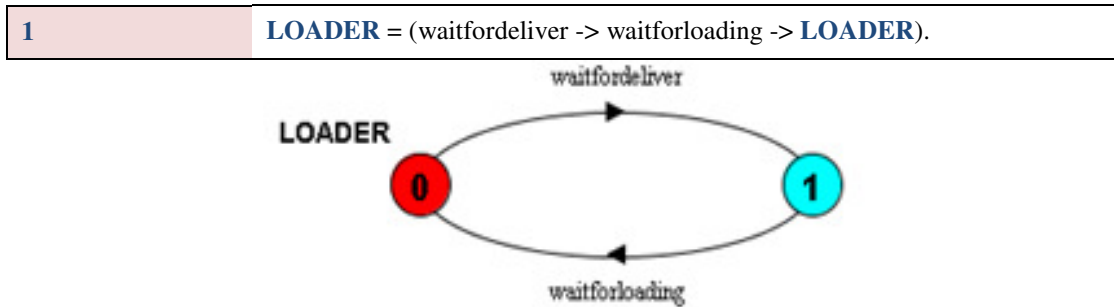 1 LOADER = (waitfordeliver -> waitforloading -> LOADER).
waitfordeliver
LOADER
0 1
waitforloading